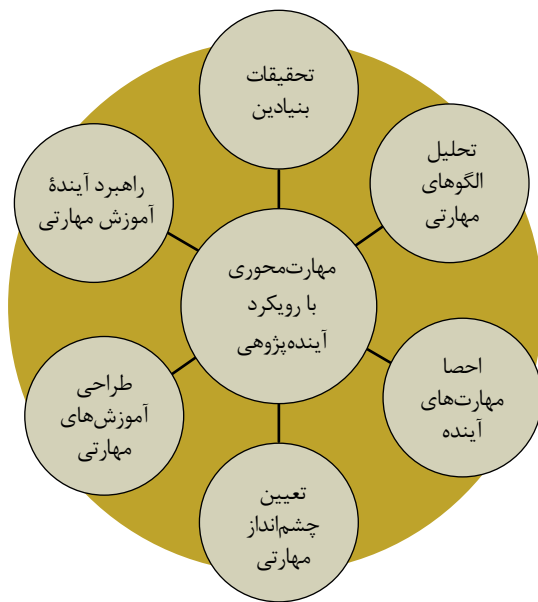 تحقیقات
بنیادین
تحلیل
الگوهای
مهارتی
احصا
مهارت‌های
آینده
تعیین
چشم‌انداز
مهارتی
طراحی
آموزش‌های
مهارتی
راهبرد آیندهٔ
آموزش مهارتی
مهارت‌محوری
با رویکرد
آینده‌پژوهی